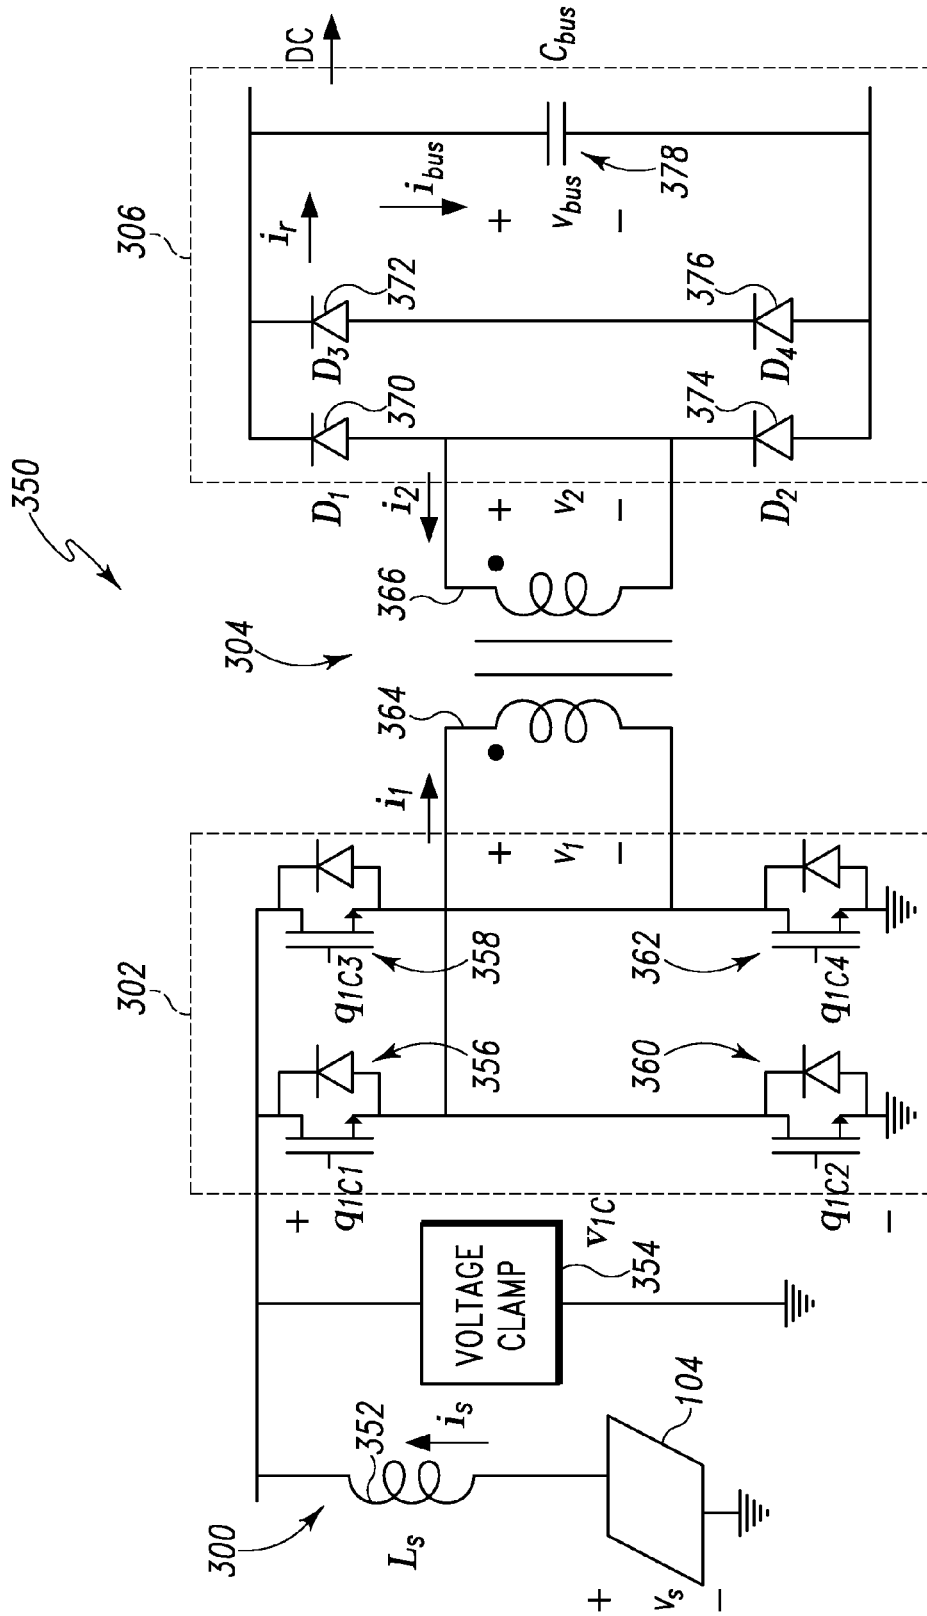 350
300
302
304
306
352
L_s
i_s
+
v_s
−
104
VOLTAGE
CLAMP
354
+
v_1C
−
q_1C1
356
q_1C3
358
q_1C2
360
q_1C4
362
i_1
+
v_1
−
364
366
i_2
+
v_2
−
D_1
370
D_3
372
D_2
374
D_4
376
i_r
i_bus
+
v_bus
−
378
C_bus
DC